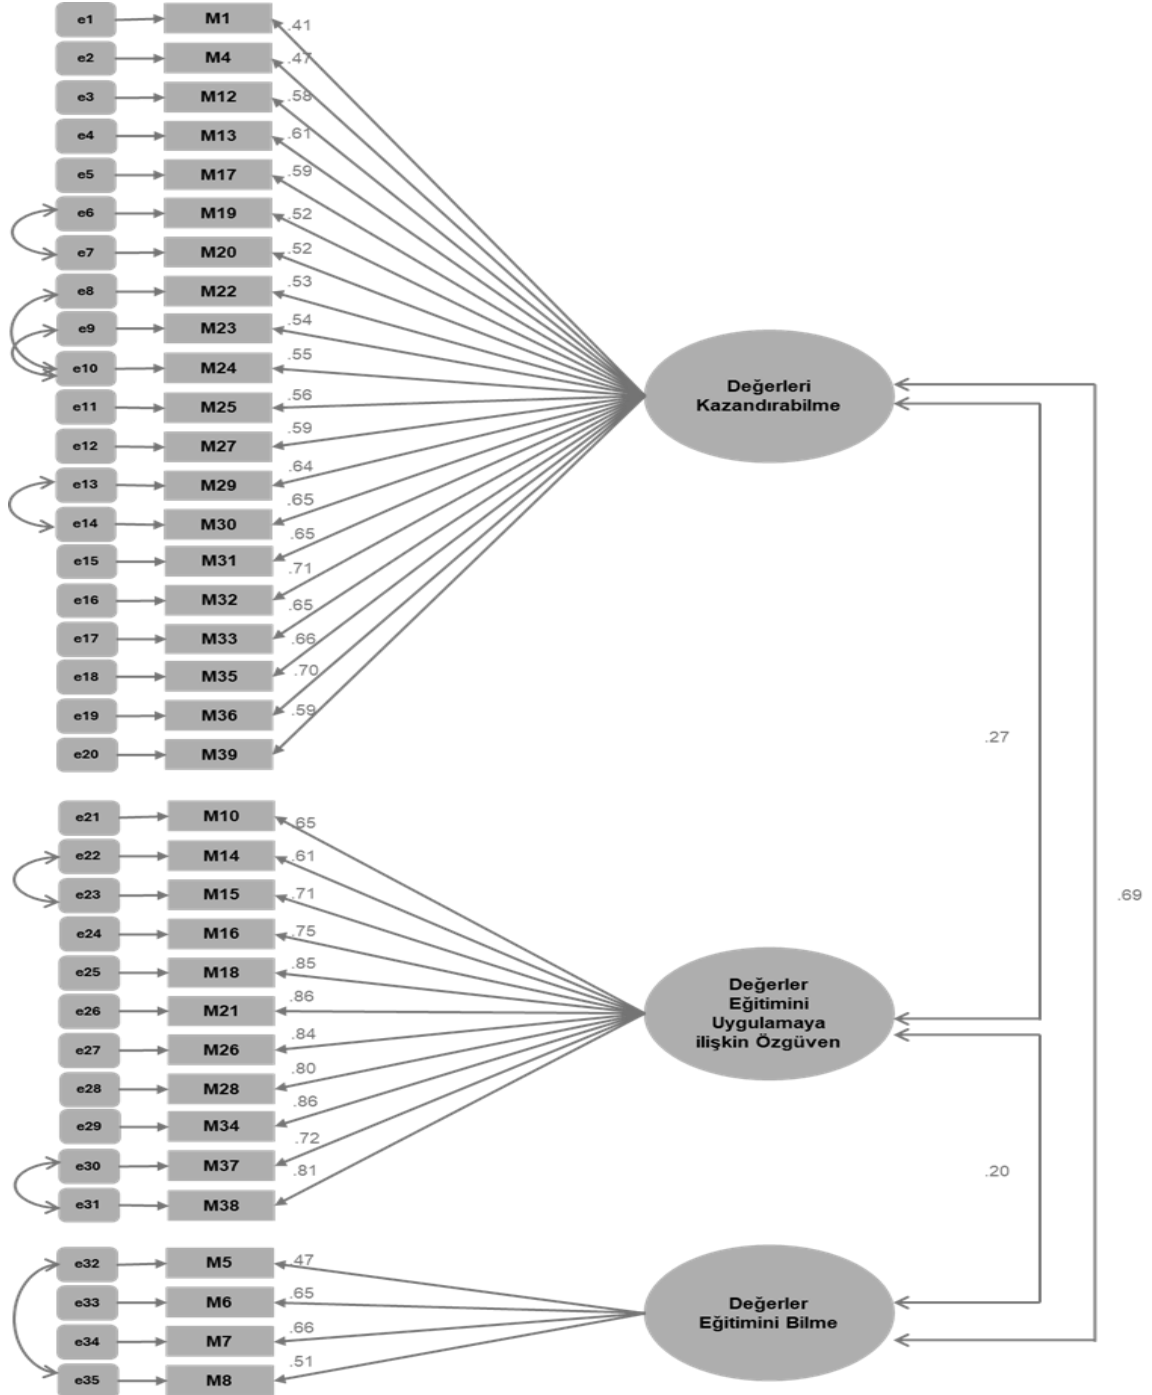 e1 M1 .41
e2 M4 .47
e3 M12 .58
e4 M13 .61
e5 M17 .59
e6 M19 .52
e7 M20 .52
e8 M22 .53
e9 M23 .54
e10 M24 .55
e11 M25 .56
e12 M27 .59
e13 M29 .64
e14 M30 .65
e15 M31 .65
e16 M32 .71
e17 M33 .65
e18 M35 .66
e19 M36 .70
e20 M39 .59
Değerleri
Kazandırabilme
.27
.69
e21 M10 .65
e22 M14 .61
e23 M15 .71
e24 M16 .75
e25 M18 .85
e26 M21 .86
e27 M26 .84
e28 M28 .80
e29 M34 .86
e30 M37 .72
e31 M38 .81
Değerler
Eğitimini
Uygulamaya
ilişkin Özgüven
.20
e32 M5 .47
e33 M6 .65
e34 M7 .66
e35 M8 .51
Değerler
Eğitimini Bilme